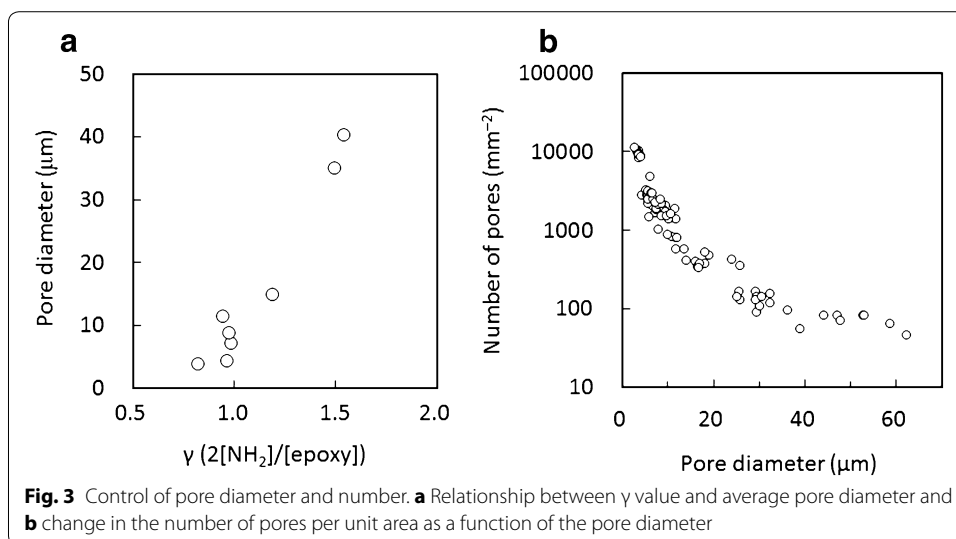 a
50
40
30
20
10
0
Pore diameter (μm)
0.5 1.0 1.5 2.0
γ (2[NH₂]/[epoxy])
b
100000
10000
1000
100
10
Number of pores (mm⁻²)
0 20 40 60
Pore diameter (μm)
Fig. 3 Control of pore diameter and number. a Relationship between γ value and average pore diameter and
b change in the number of pores per unit area as a function of the pore diameter